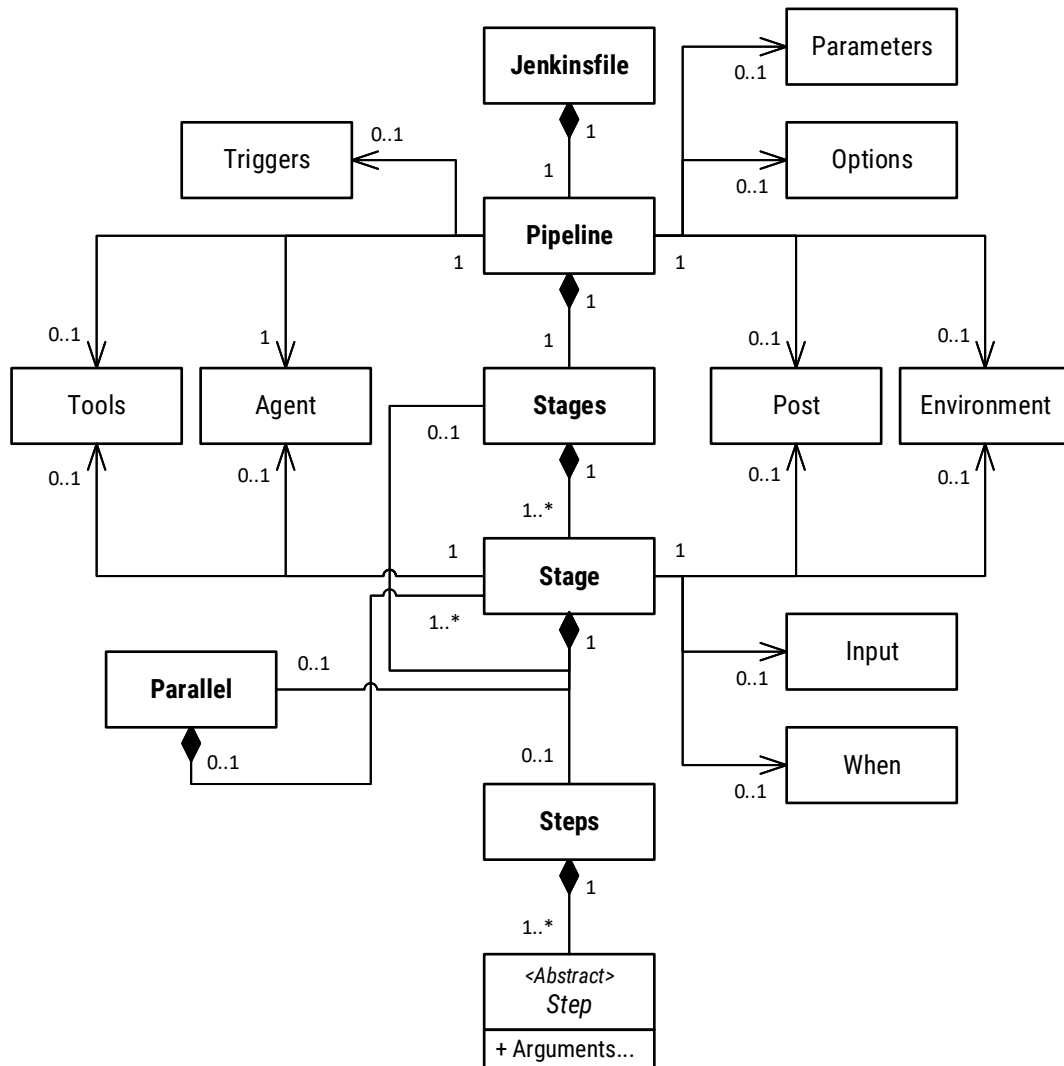 Jenkinsfile
Parameters
0..1
1
0..1
Triggers
Options
1
0..1
Pipeline
1
1
1
0..1
1
1
0..1
0..1
Tools
Agent
Stages
Post
Environment
0..1
0..1
0..1
1
0..1
0..1
1..*
1
1
Stage
1..*
1
Input
0..1
0..1
Parallel
0..1
When
0..1
0..1
Steps
1
1..*
<Abstract>
Step
+ Arguments...